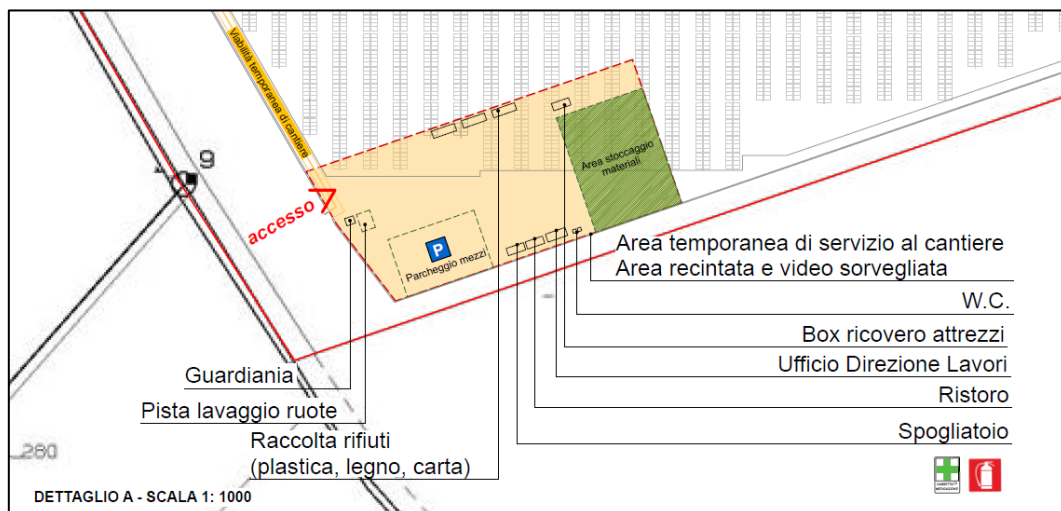 Viabilità temporanea di cantiere
9
accesso
Area stoccaggio
materiali
P
Parcheggio mezzi
Area temporanea di servizio al cantiere
Area recintata e video sorvegliata
W.C.
Box ricovero attrezzi
Ufficio Direzione Lavori
Ristoro
Spogliatoio
Guardiania
Pista lavaggio ruote
Raccolta rifiuti
(plastica, legno, carta)
280
DETTAGLIO A - SCALA 1: 1000
MEDICAZIONE